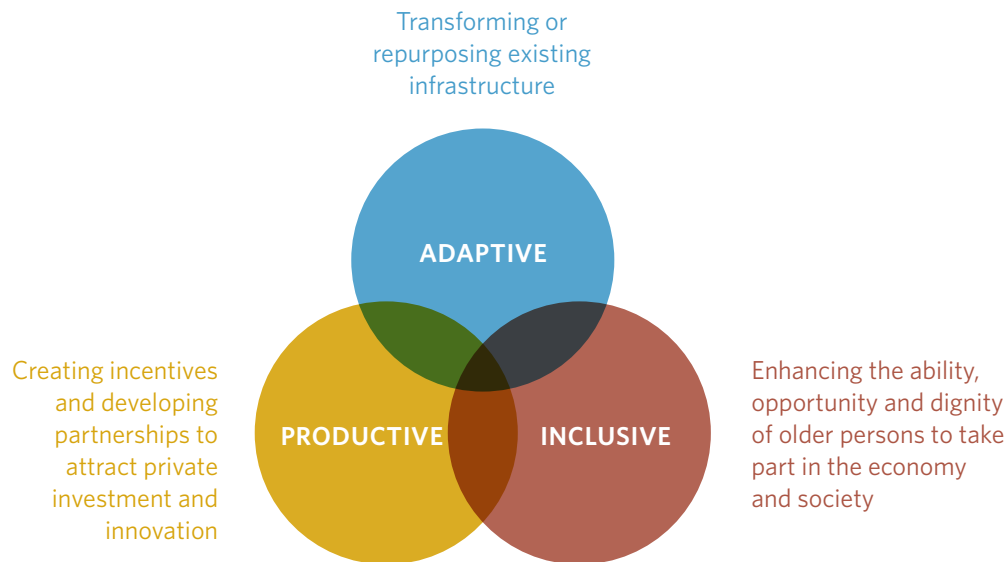 Transforming or
repurposing existing
infrastructure
ADAPTIVE
Creating incentives
and developing
partnerships to
attract private
investment and
innovation
PRODUCTIVE
INCLUSIVE
Enhancing the ability,
opportunity and dignity
of older persons to take
part in the economy
and society